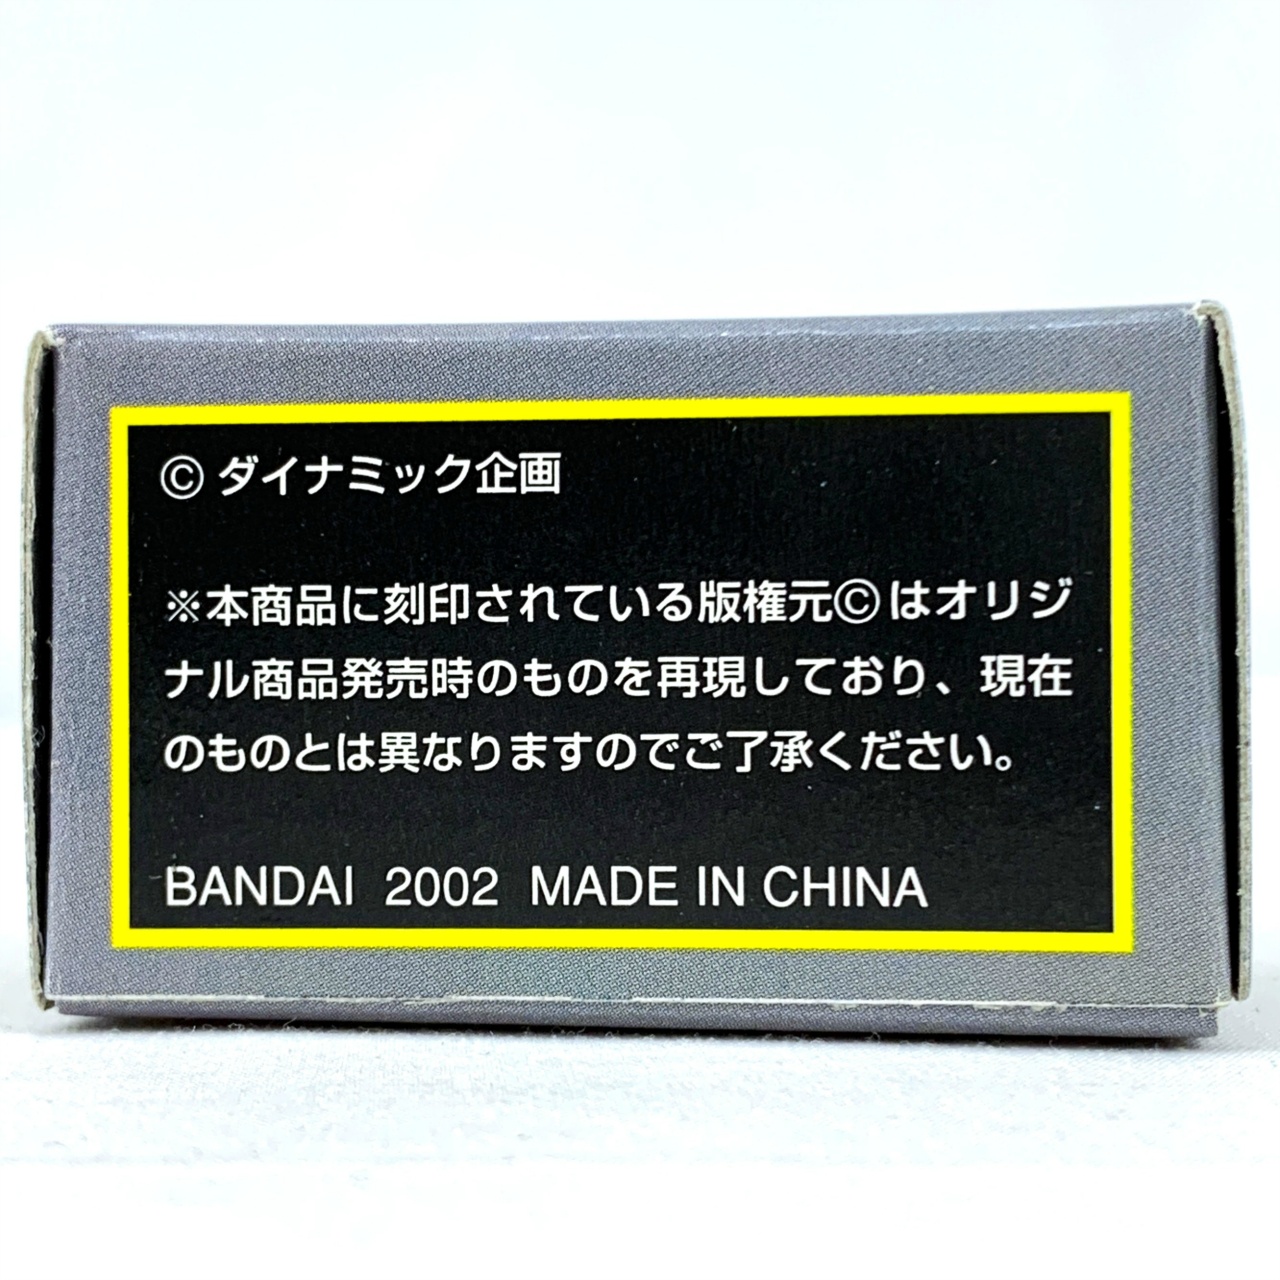 © ダイナミック企画
※本商品に刻印されている版権元©はオリジ
ナル商品発売時のものを再現しており、現在
のものとは異なりますのでご了承ください。
BANDAI 2002 MADE IN CHINA